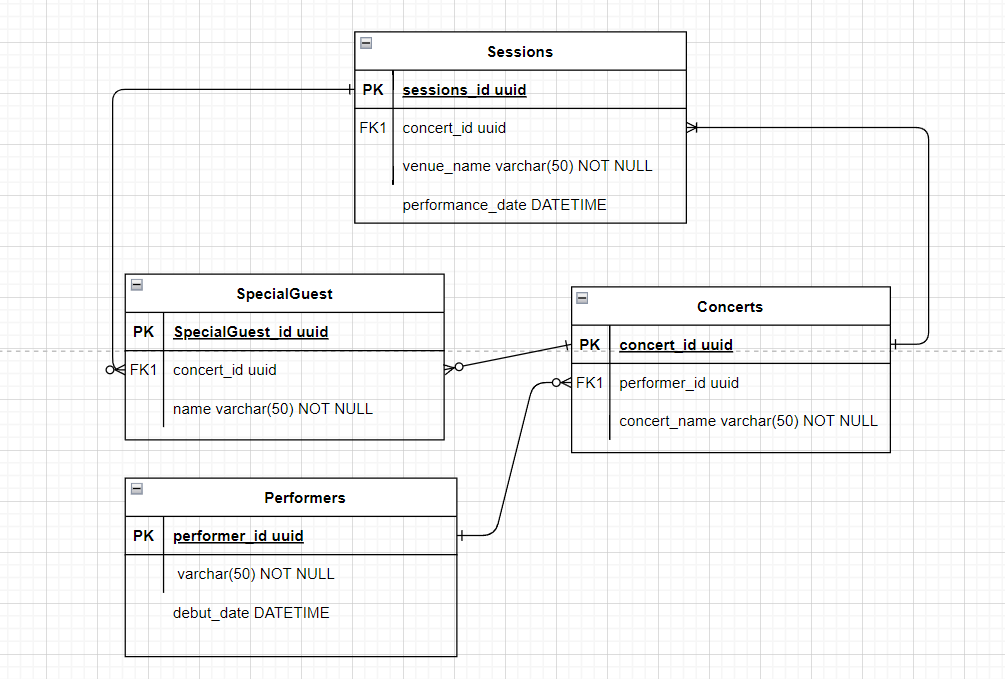 Sessions
PK sessions_id uuid
FK1 concert_id uuid
venue_name varchar(50) NOT NULL
performance_date DATETIME
SpecialGuest
PK SpecialGuest_id uuid
FK1 concert_id uuid
name varchar(50) NOT NULL
Concerts
PK concert_id uuid
FK1 performer_id uuid
concert_name varchar(50) NOT NULL
Performers
PK performer_id uuid
varchar(50) NOT NULL
debut_date DATETIME